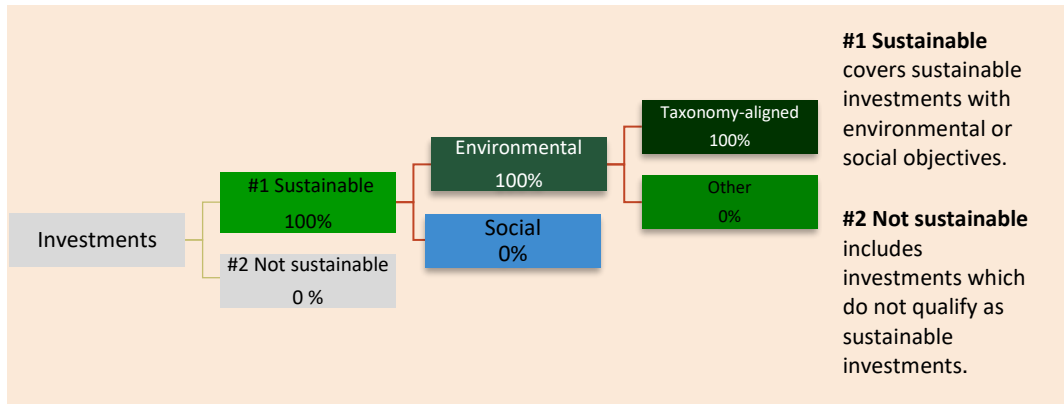 Investments
#1 Sustainable
100%
#2 Not sustainable
0 %
Environmental
100%
Social
0%
Taxonomy-aligned
100%
Other
0%
#1 Sustainable
covers sustainable
investments with
environmental or
social objectives.
#2 Not sustainable
includes
investments which
do not qualify as
sustainable
investments.